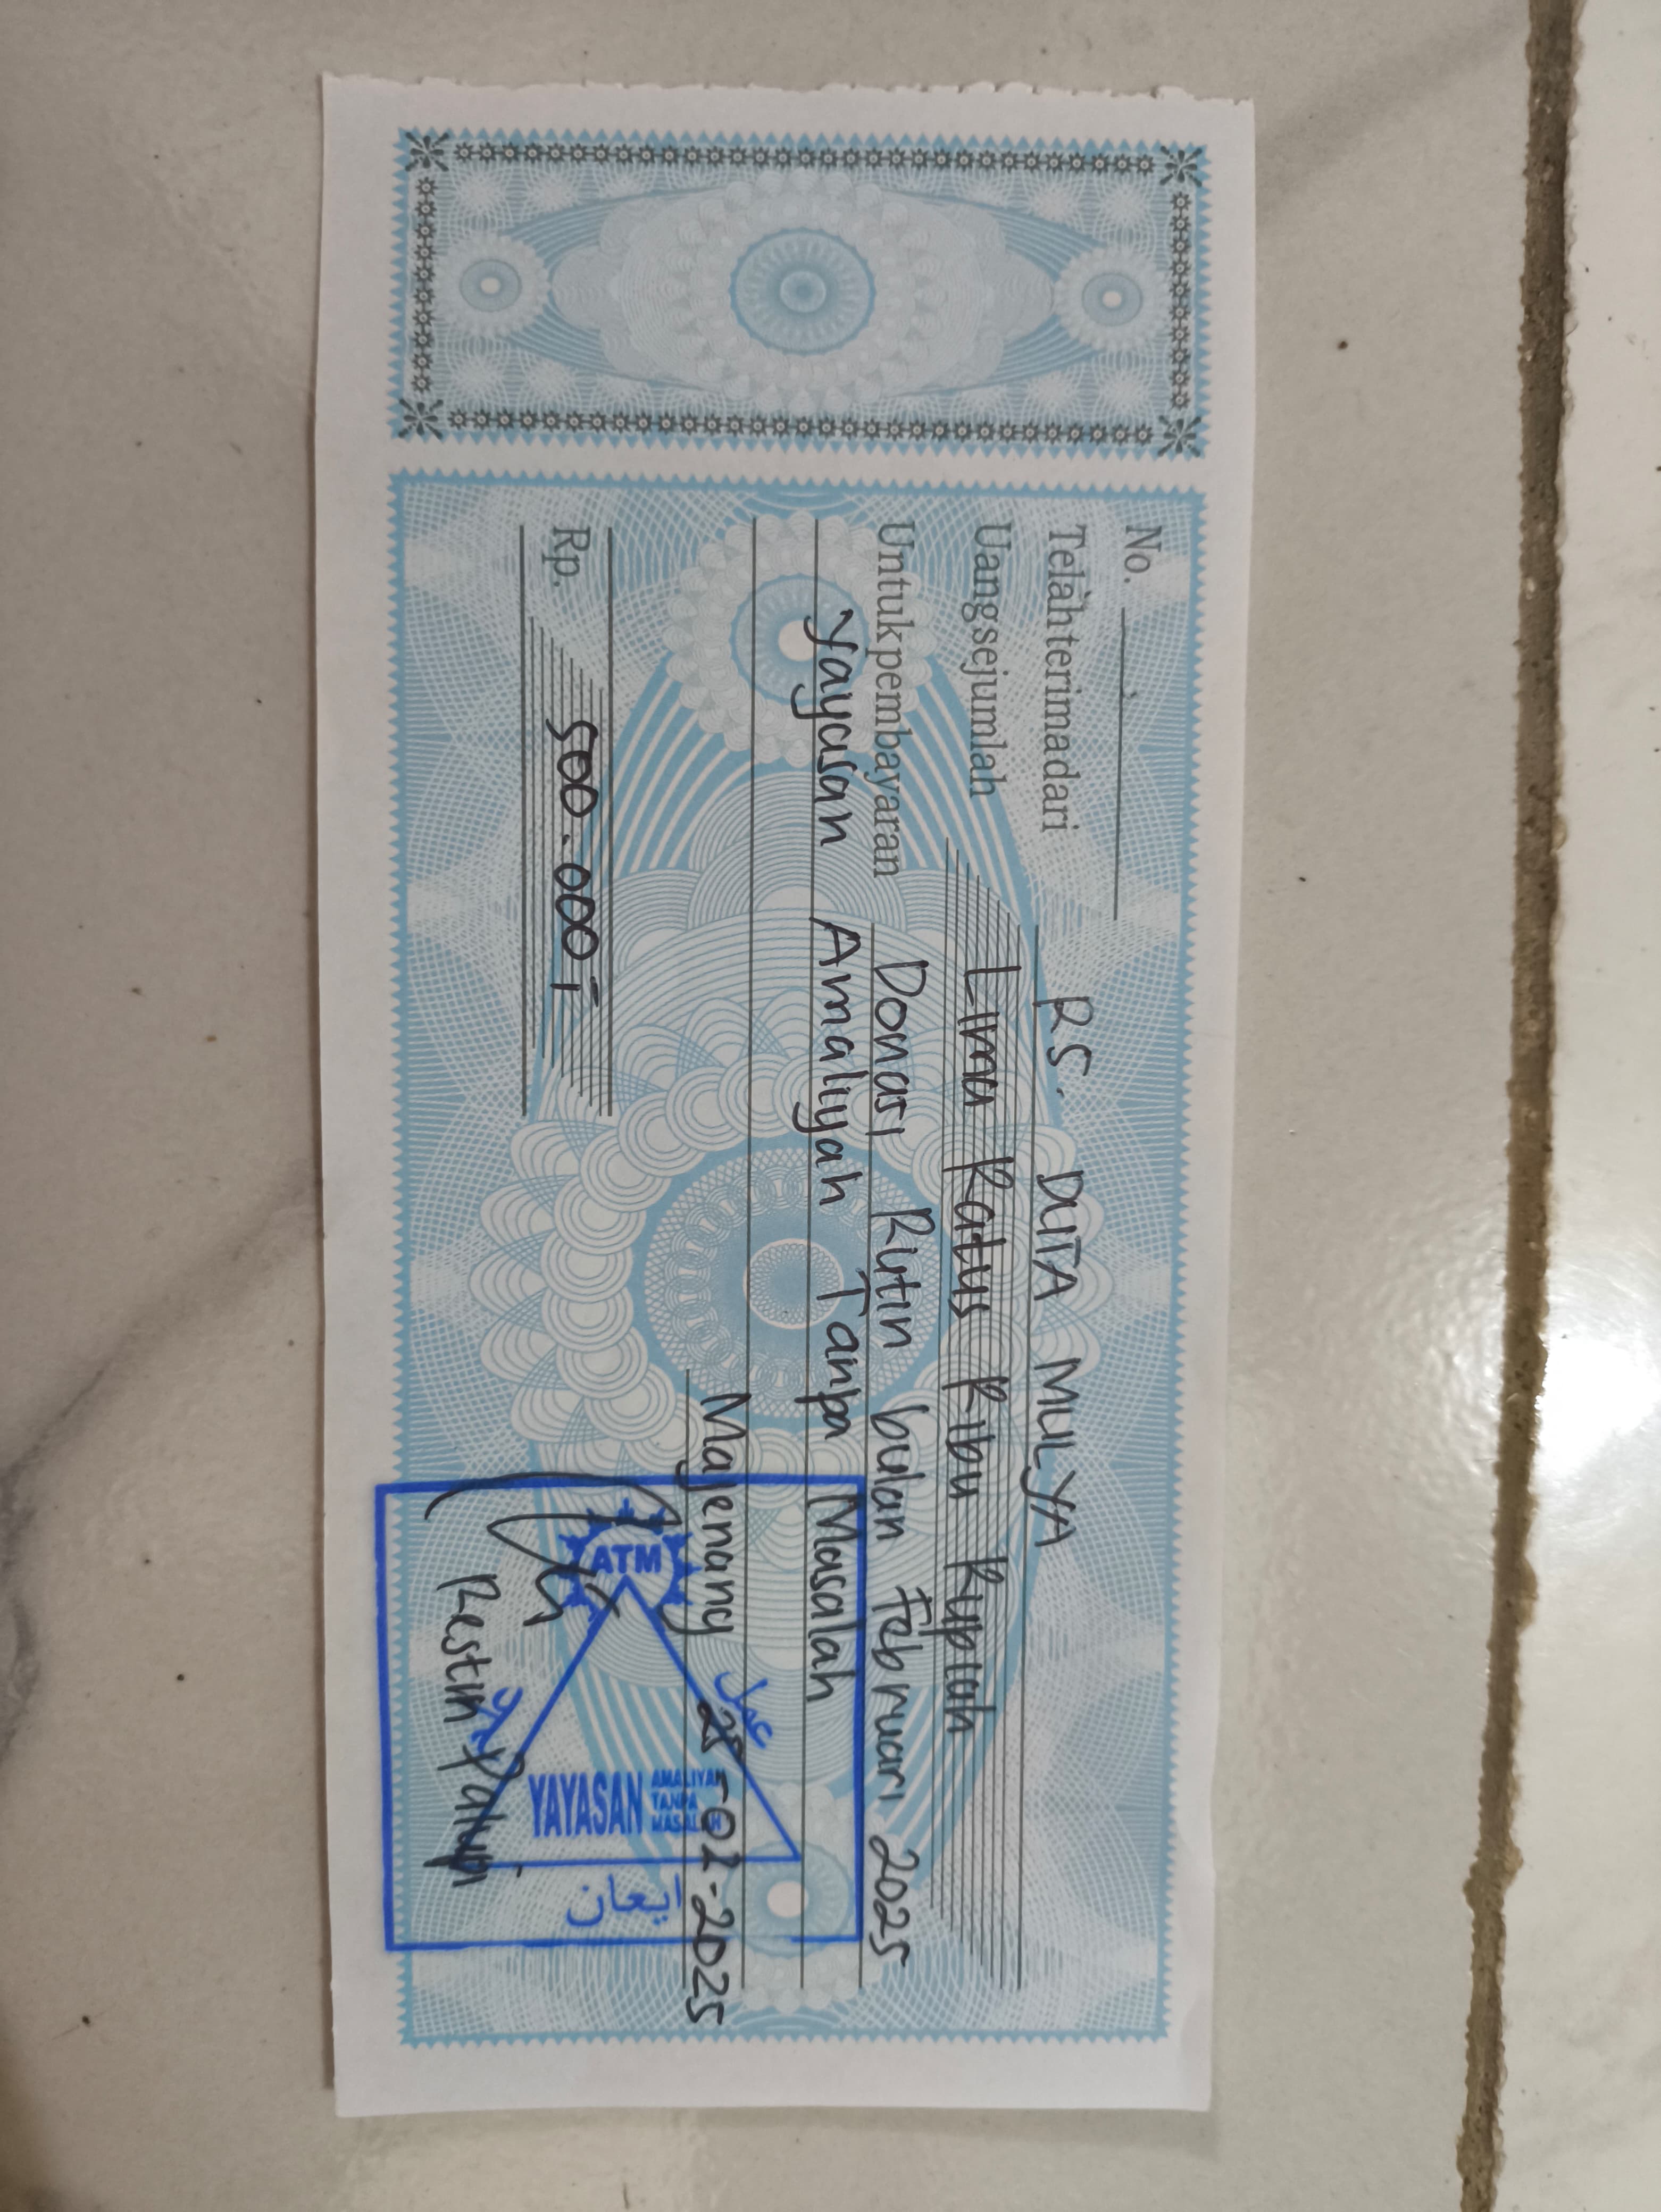 No.
Telah terima dari RS. DUTA MULYA
Uang sejumlah Lima Ratus Ribu Rupiah
Untuk pembayaran Donasi Rutin bulan Februari 2025
Yayasan Amaliyah Tanpa Masalah
Majenang 25-02-2025
Rp. 500.000,-
ATM
عمل
YAYASAN AMALIYAH TANPA MASALAH
ايمان
Restin Palupi